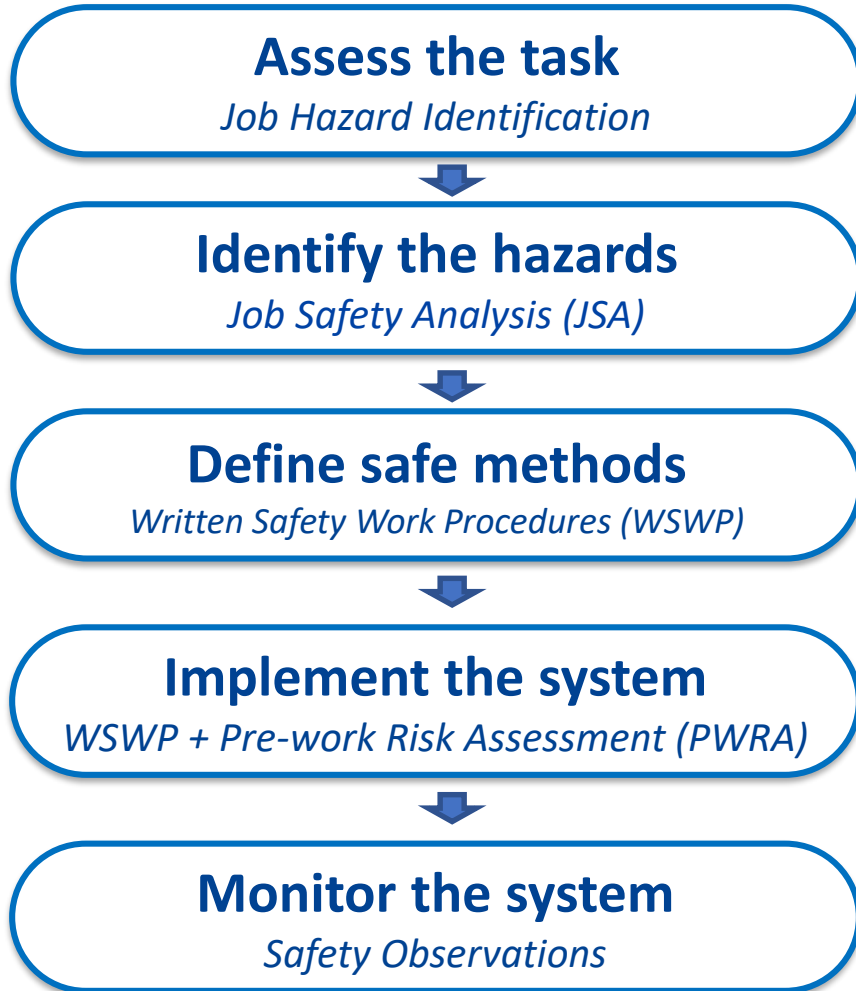 Assess the task
Job Hazard Identification
Identify the hazards
Job Safety Analysis (JSA)
Define safe methods
Written Safety Work Procedures (WSWP)
Implement the system
WSWP + Pre-work Risk Assessment (PWRA)
Monitor the system
Safety Observations